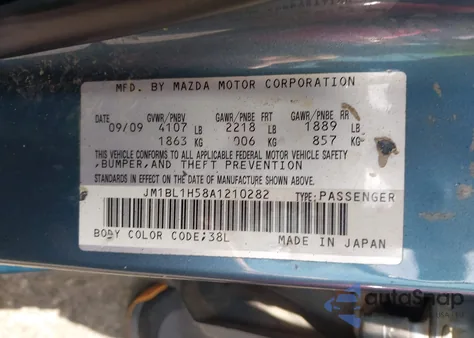 MFD. BY MAZDA MOTOR CORPORATION
DATE GVWR/PNBV GAWR/PNBE FRT GAWR/PNBE RR
09/09 4107 LB 2218 LB 1889 LB
1863 KG 006 KG 857 KG
THIS VEHICLE CONFORMS TO ALL APPLICABLE FEDERAL MOTOR VEHICLE SAFETY
,BUMPER,AND THEFT PREVENTION
STANDARDS IN EFFECT ON THE DATE OF MANUFACTURE SHOWN ABOVE.
JM1BL1H58A1210282 TYPE:PASSENGER
BODY COLOR CODE;38L MADE IN JAPAN
autoSnap